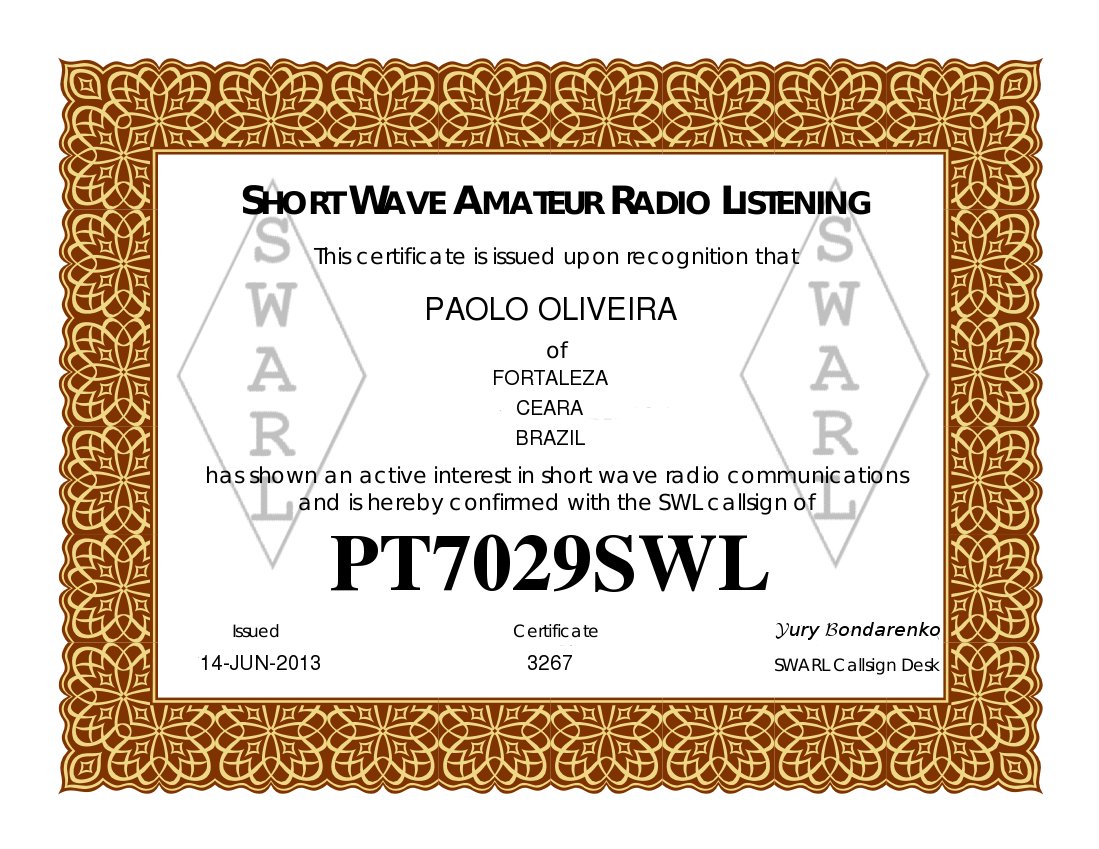 SHORT WAVE AMATEUR RADIO LISTENING
This certificate is issued upon recognition that
PAOLO OLIVEIRA
of
FORTALEZA
CEARA
BRAZIL
has shown an active interest in short wave radio communications
and is hereby confirmed with the SWL callsign of
PT7029SWL
Issued
14-JUN-2013
Certificate
3267
Yury Bondarenko
SWARL Callsign Desk
S
W
A
R
L
S
W
A
R
L